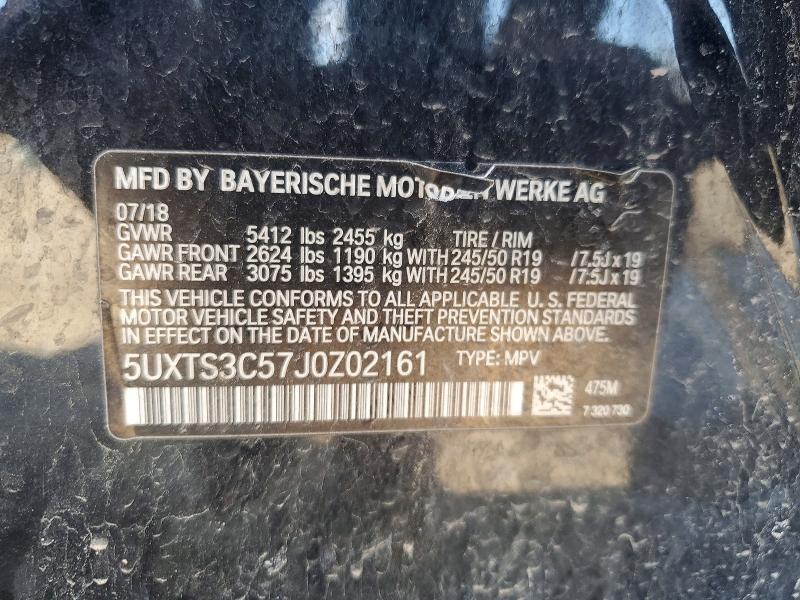 MFD BY BAYERISCHE MOTOREN WERKE AG
07/18
GVWR 5412 lbs 2455 kg TIRE / RIM
GAWR FRONT 2624 lbs 1190 kg WITH 245/50 R19 /7.5J x 19
GAWR REAR 3075 lbs 1395 kg WITH 245/50 R19 /7.5J x 19
THIS VEHICLE CONFORMS TO ALL APPLICABLE U. S. FEDERAL
MOTOR VEHICLE SAFETY AND THEFT PREVENTION STANDARDS
IN EFFECT ON THE DATE OF MANUFACTURE SHOWN ABOVE.
5UXTS3C57J0Z02161 TYPE: MPV
475M
7 320 730